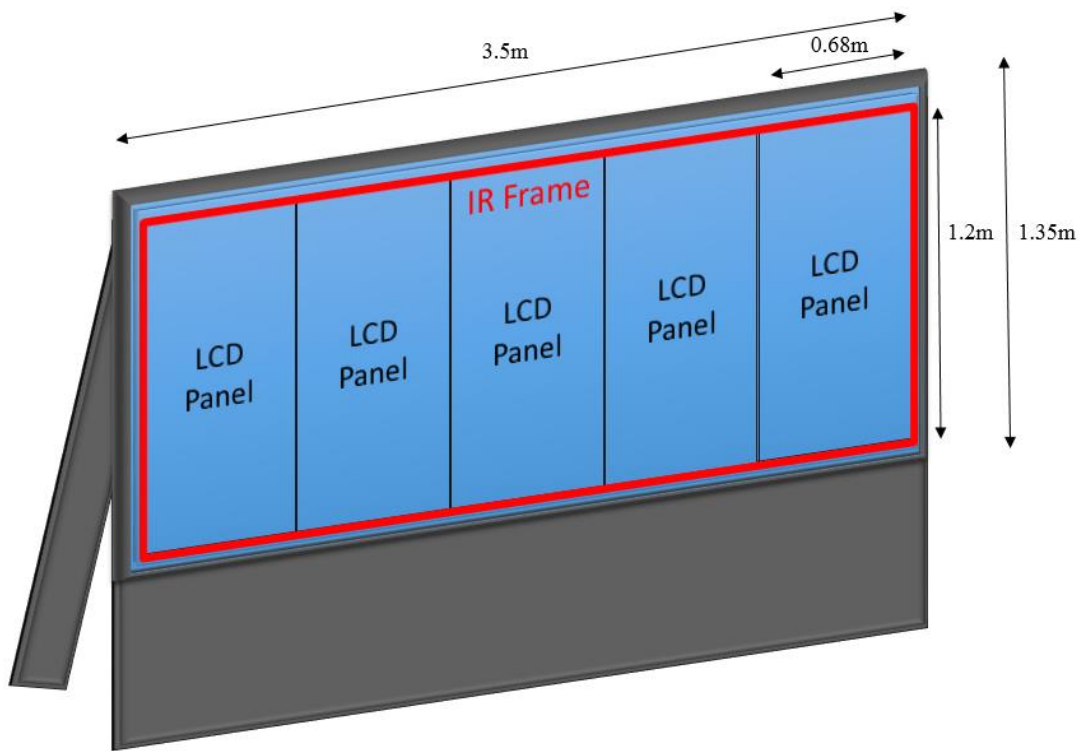 3.5m
0.68m
IR Frame
1.2m
1.35m
LCD
Panel
LCD
Panel
LCD
Panel
LCD
Panel
LCD
Panel